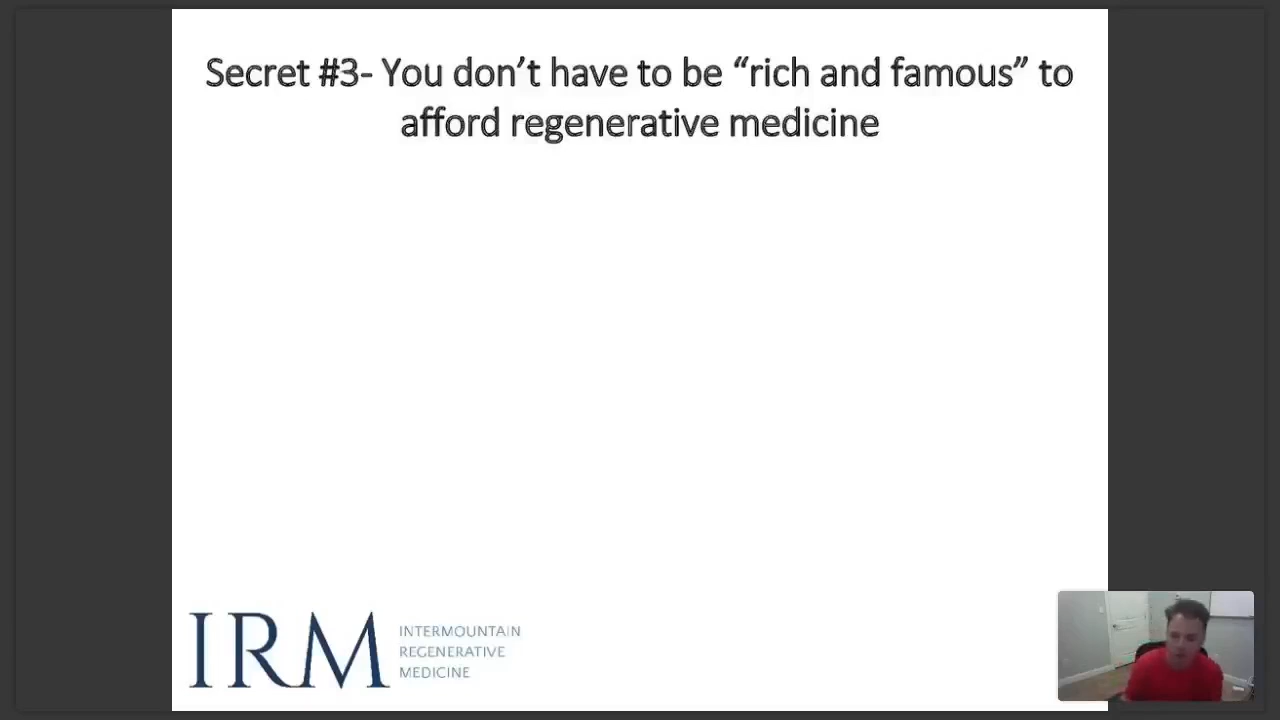 Secret #3- You don’t have to be “rich and famous” to
afford regenerative medicine
IRM
INTERMOUNTAIN
REGENERATIVE
MEDICINE